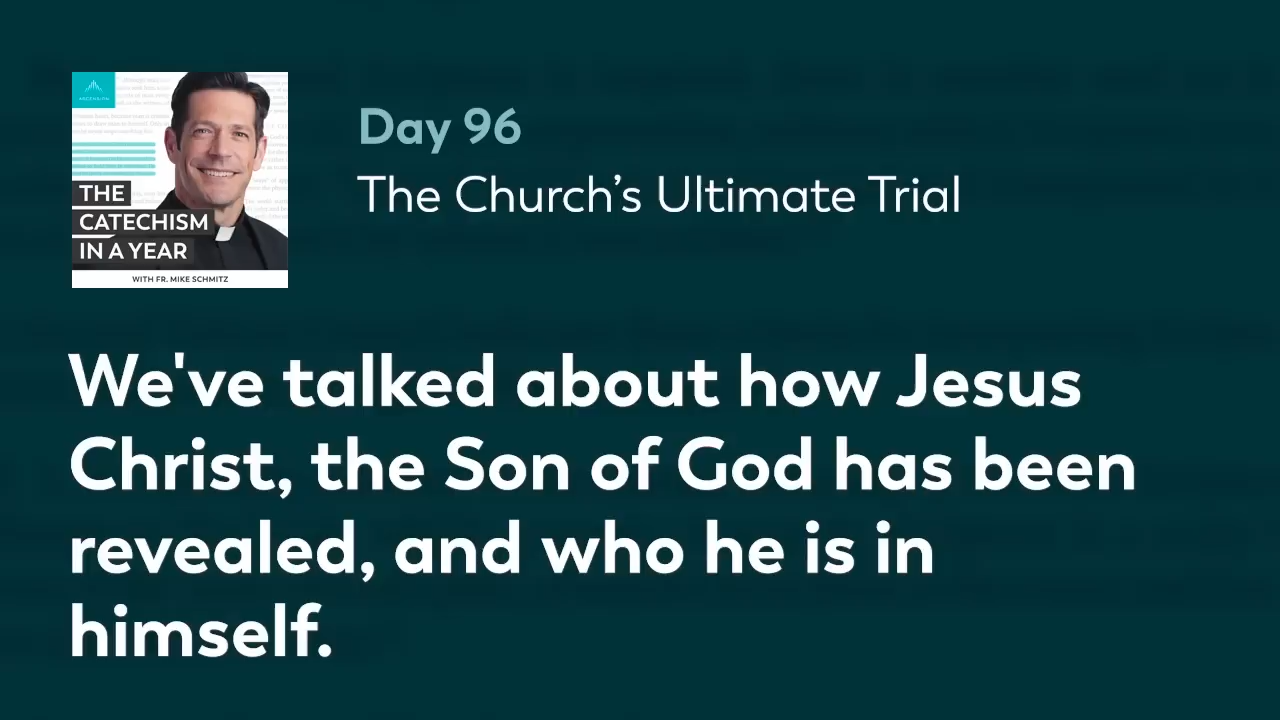 ASCENSION
THE
CATECHISM
IN A YEAR
WITH FR. MIKE SCHMITZ
Day 96
The Church’s Ultimate Trial
We've talked about how Jesus
Christ, the Son of God has been
revealed, and who he is in
himself.